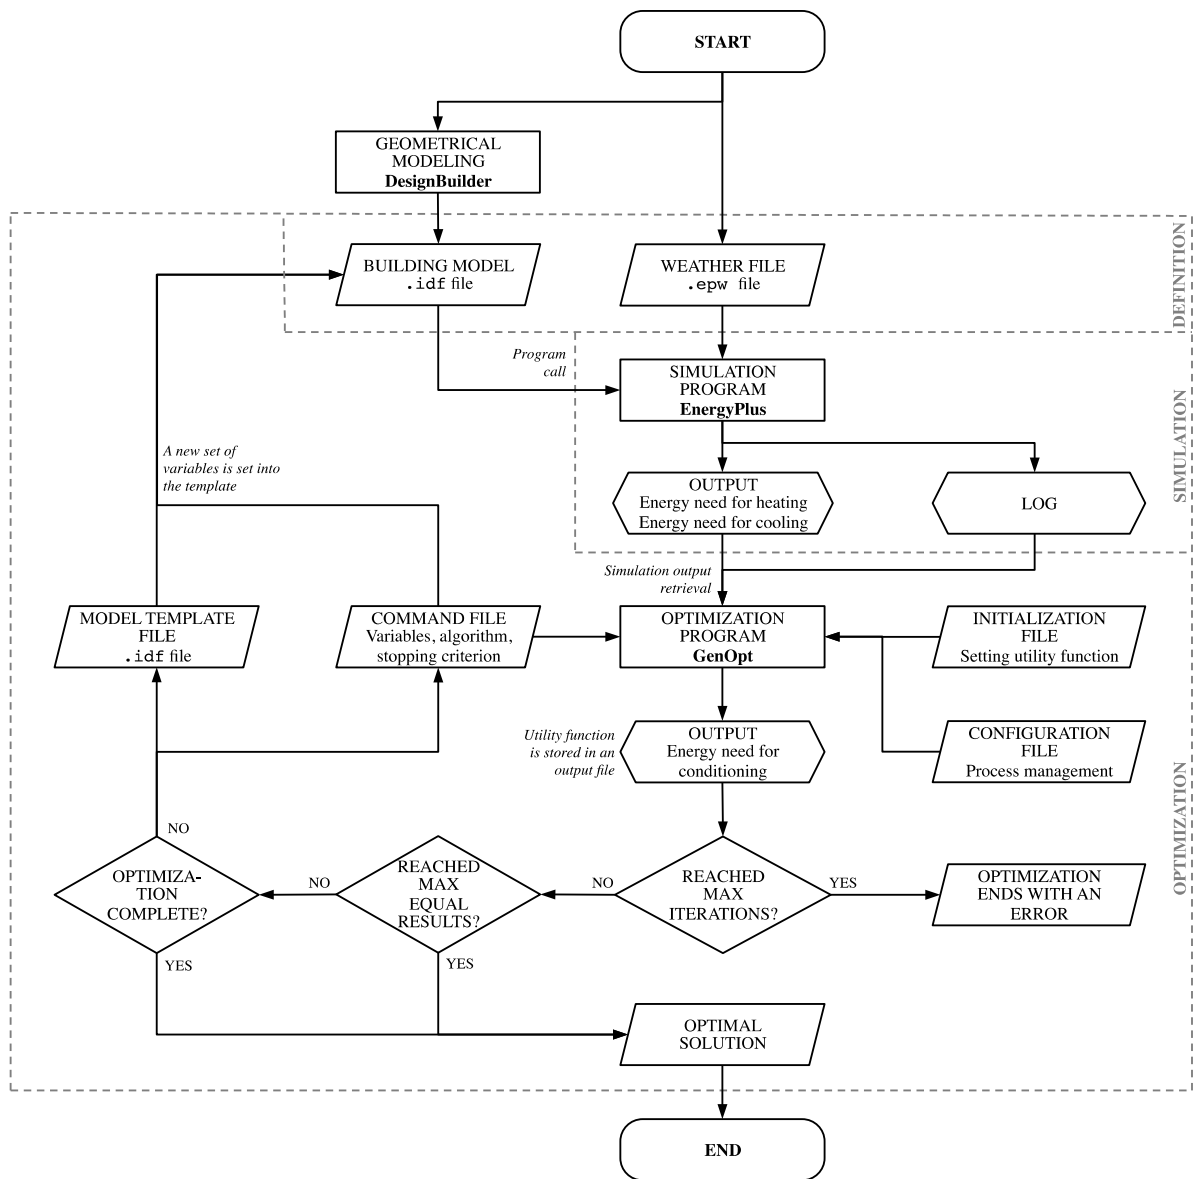 START
GEOMETRICAL
MODELING
DesignBuilder
DEFINITION
BUILDING MODEL
.idf file
WEATHER FILE
.epw file
Program
call
SIMULATION
PROGRAM
EnergyPlus
SIMULATION
A new set of
variables is set into
the template
OUTPUT
Energy need for heating
Energy need for cooling
LOG
Simulation output
retrieval
MODEL TEMPLATE
FILE
.idf file
COMMAND FILE
Variables, algorithm,
stopping criterion
OPTIMIZATION
PROGRAM
GenOpt
INITIALIZATION
FILE
Setting utility function
Utility function
is stored in an
output file
OUTPUT
Energy need for
conditioning
CONFIGURATION
FILE
Process management
OPTIMIZATION
NO
OPTIMIZA-
TION
COMPLETE?
YES
NO
REACHED
MAX
EQUAL
RESULTS?
YES
NO
REACHED
MAX
ITERATIONS?
YES
OPTIMIZATION
ENDS WITH AN
ERROR
OPTIMAL
SOLUTION
END